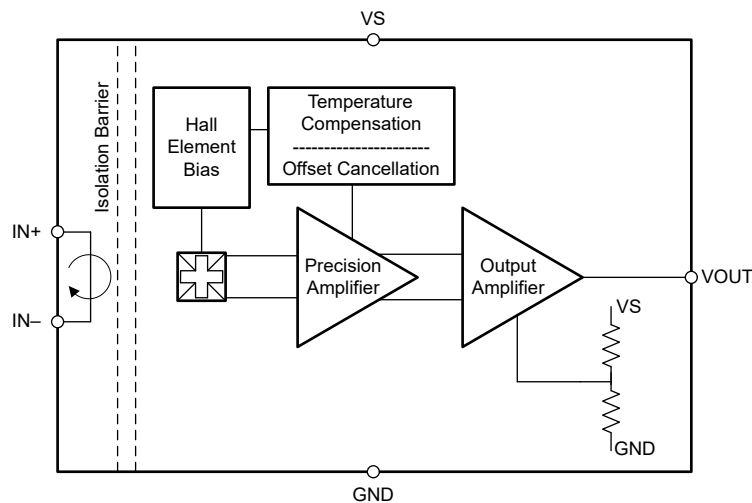 VS
Isolation Barrier
Hall
Element
Bias
Temperature
Compensation
Offset Cancellation
IN+
IN–
Precision
Amplifier
Output
Amplifier
VOUT
VS
GND
GND